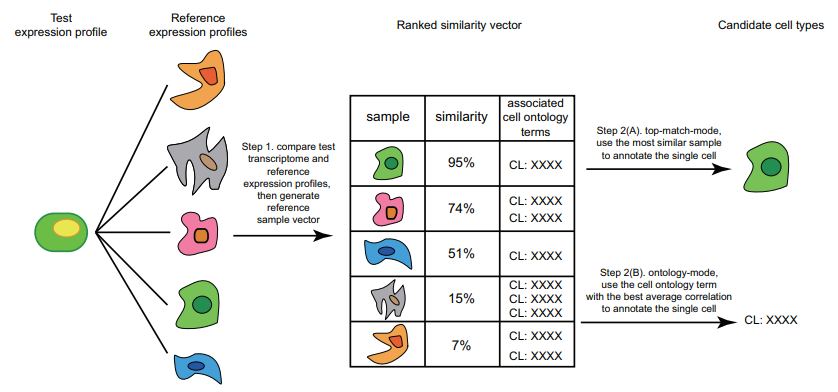 Test
expression profile
Reference
expression profiles
Ranked similarity vector
Candidate cell types
Step 1. compare test
transcriptome and
reference
expression profiles,
then generate
reference
sample vector
sample
similarity
associated
cell ontology
terms
95%
CL: XXXX
74%
CL: XXXX
CL: XXXX
51%
CL: XXXX
15%
CL: XXXX
CL: XXXX
CL: XXXX
7%
CL: XXXX
CL: XXXX
Step 2(A). top-match-mode,
use the most similar sample
to annotate the single cell
Step 2(B). ontology-mode,
use the cell ontology term
with the best average correlation
to annotate the single cell
CL: XXXX